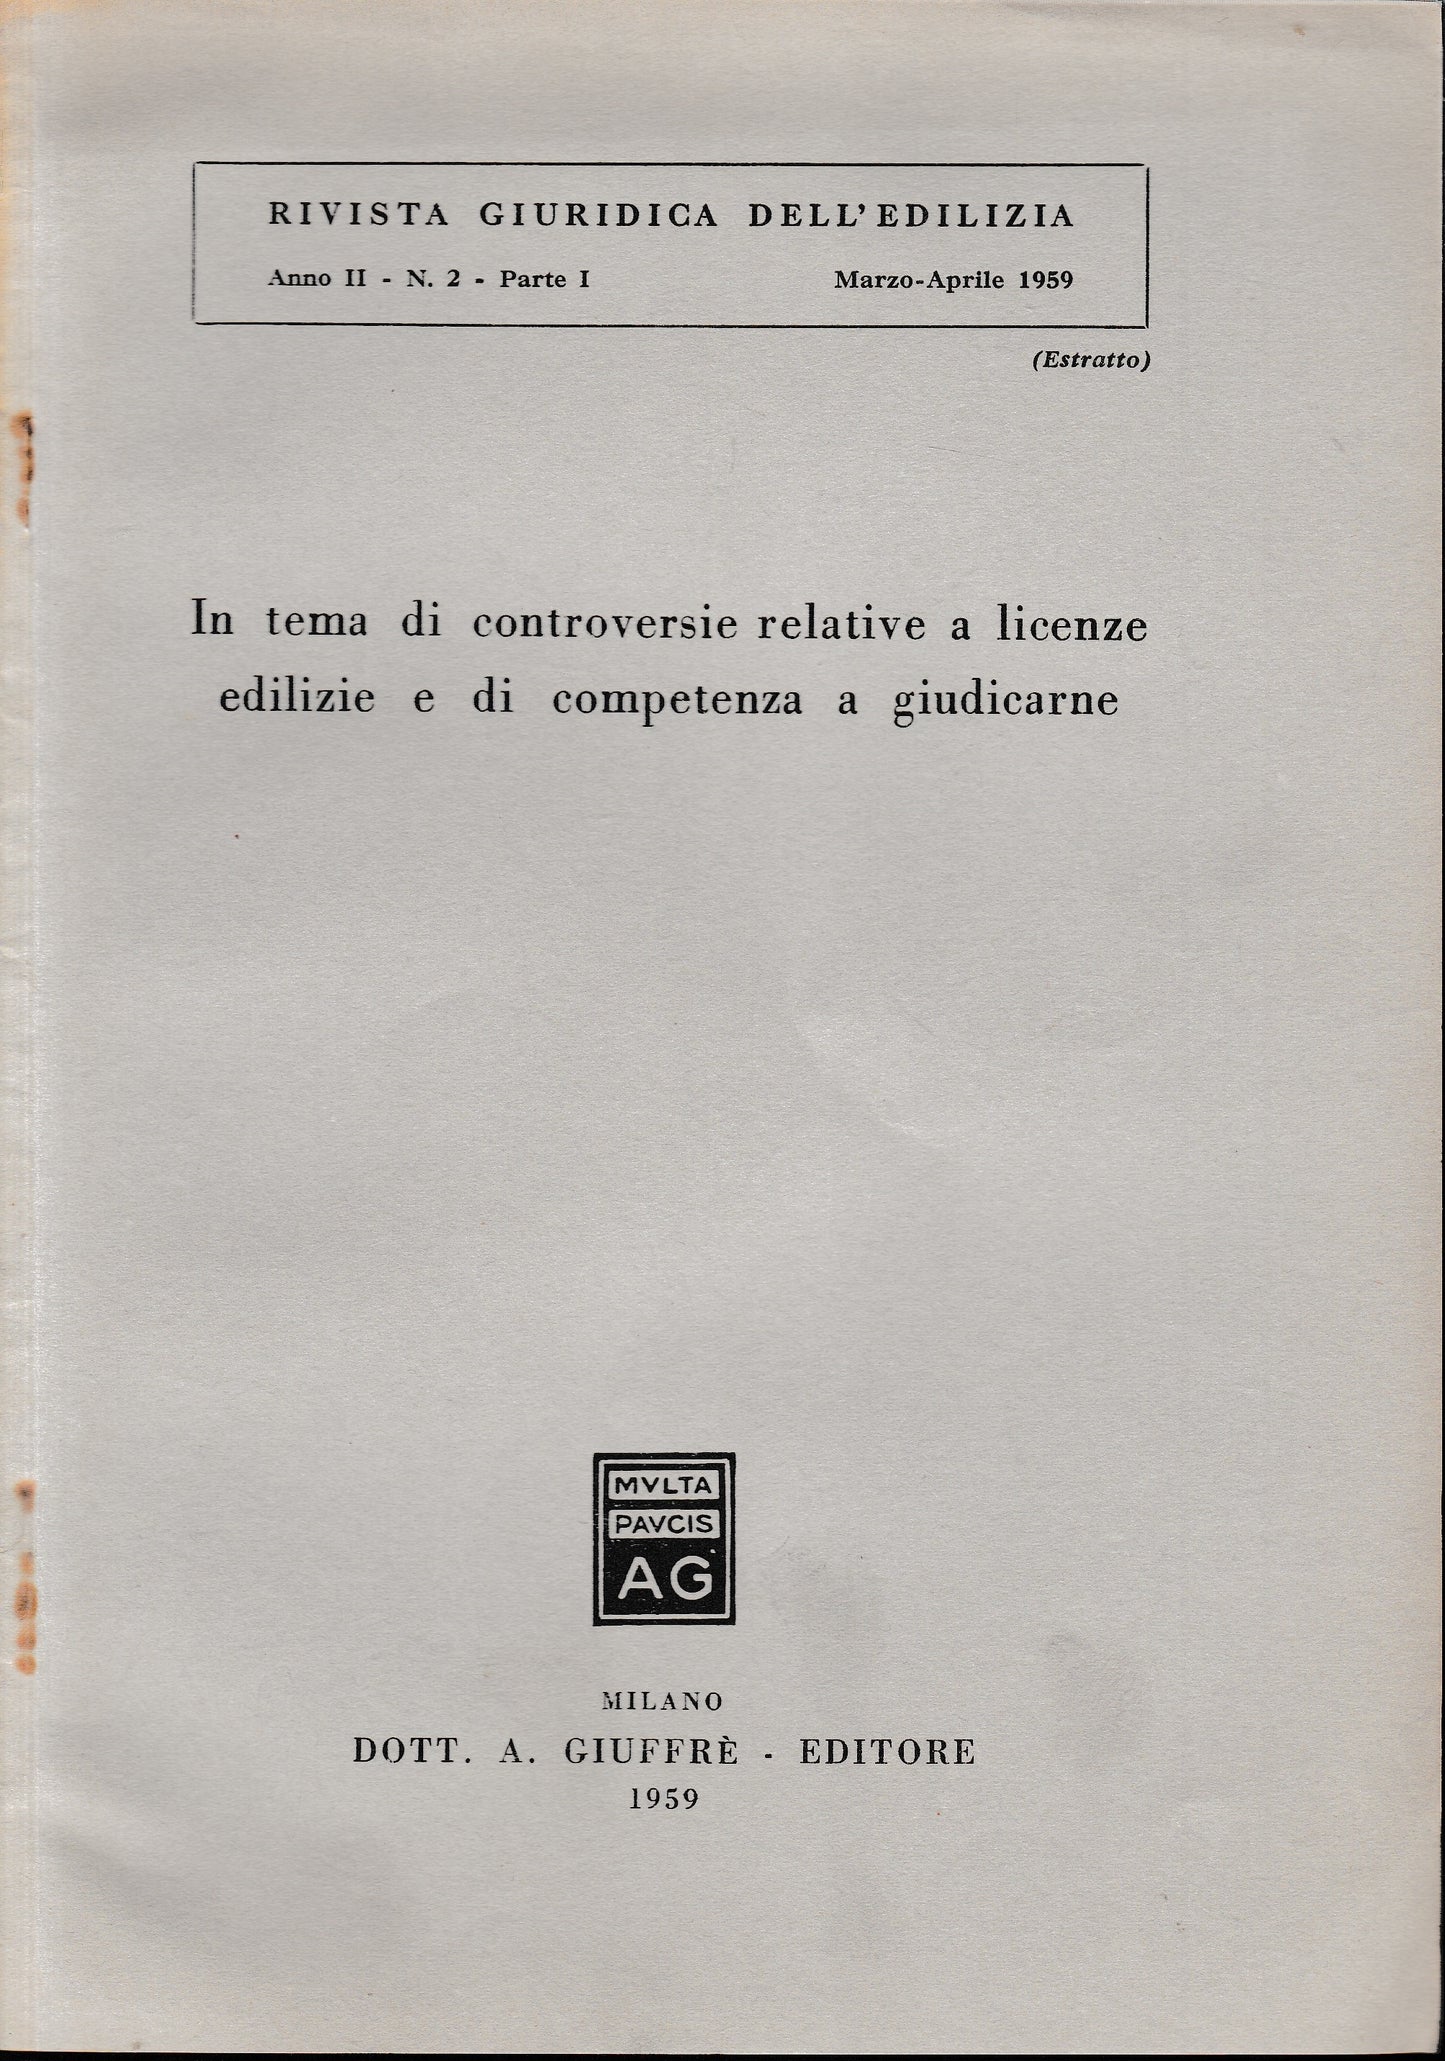 RIVISTA GIURIDICA DELL'EDILIZIA
Anno II - N. 2 - Parte I Marzo-Aprile 1959
(Estratto)
In tema di controversie relative a licenze
edilizie e di competenza a giudicarne
MVLTA
PAVCIS
AG
MILANO
DOTT. A. GIUFFRÈ - EDITORE
1959